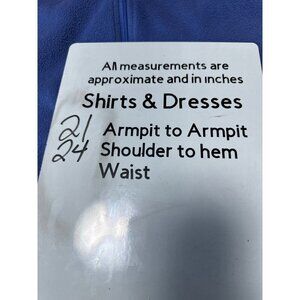 All measurements are
approximate and in inches
Shirts & Dresses
21 Armpit to Armpit
24 Shoulder to hem
Waist